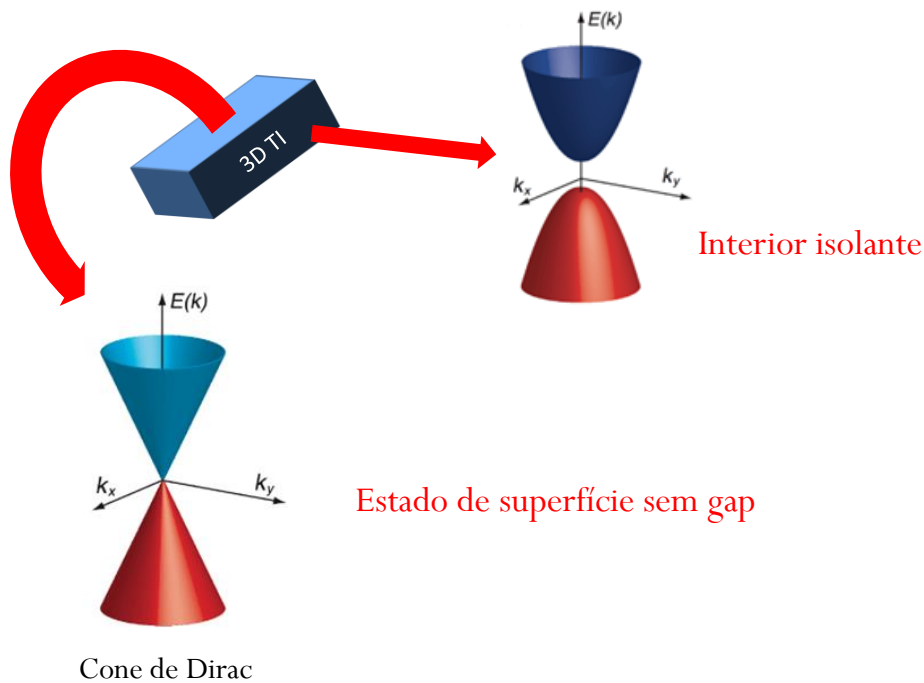 E(k)
3D TI
kx
ky
Interior isolante
E(k)
kx
ky
Estado de superfície sem gap
Cone de Dirac